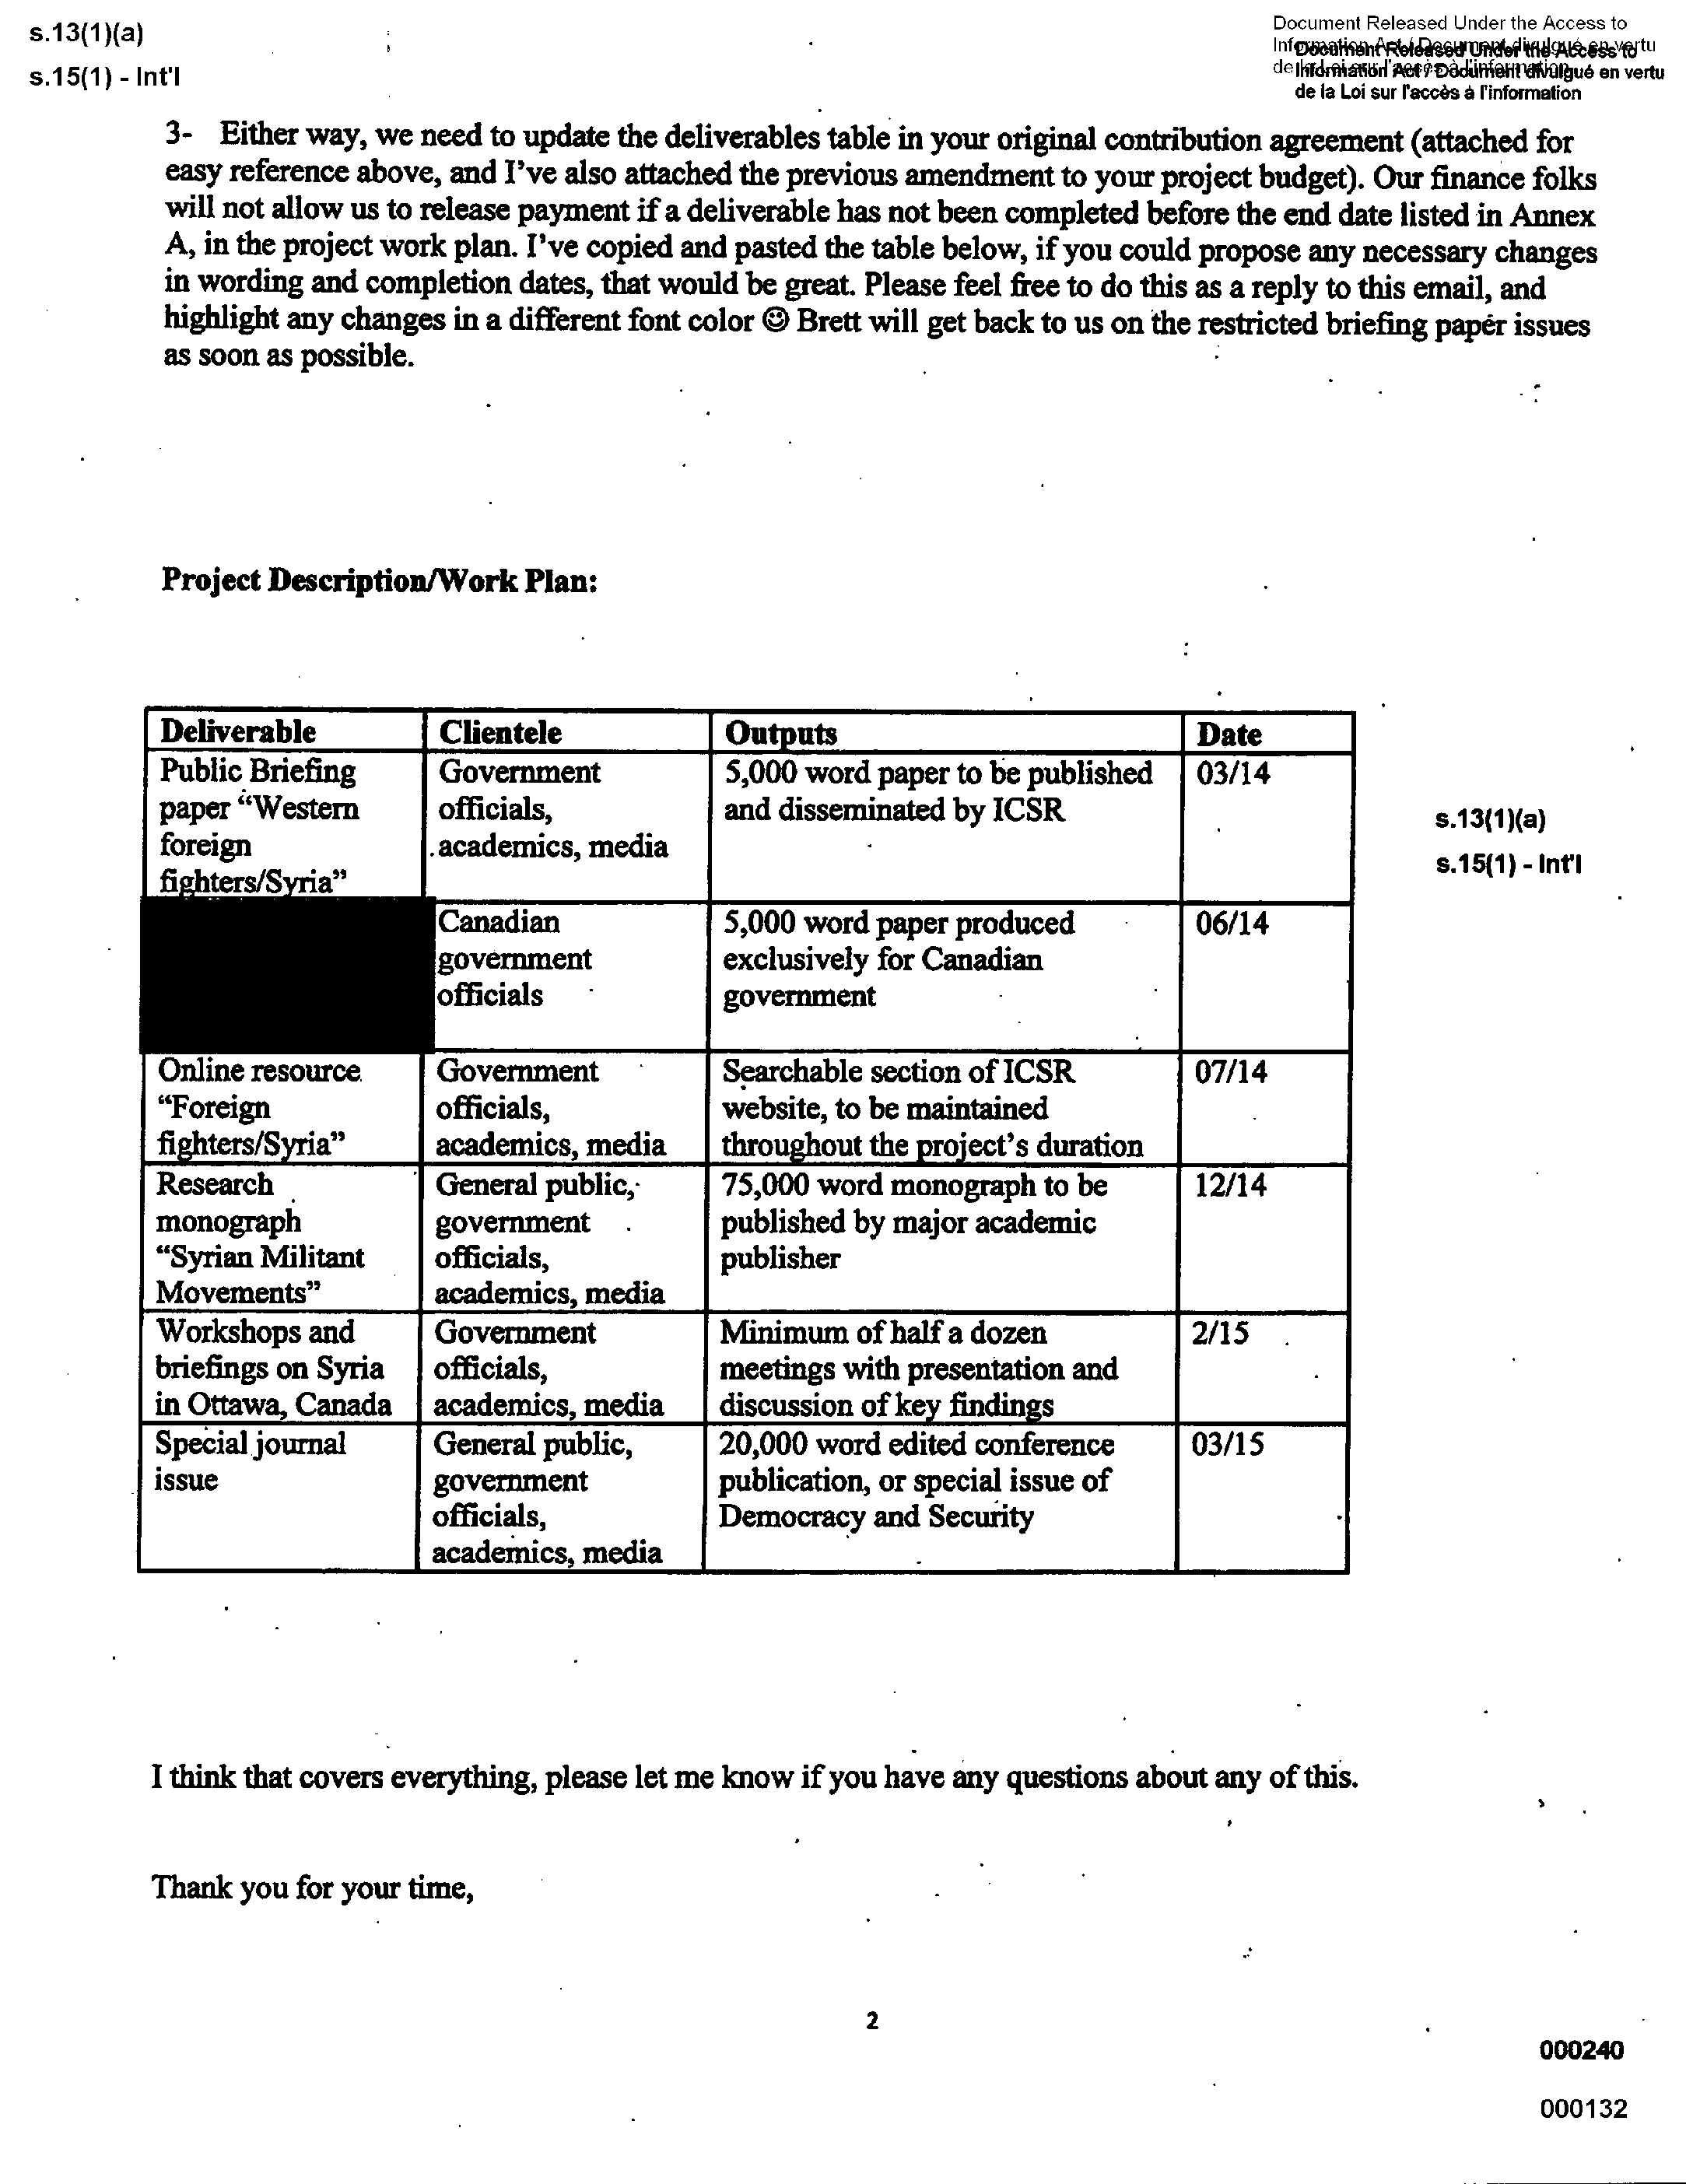 s.13(1)(a)
s.15(1) - Int'l
Document Released Under the Access to
Information Act / Document divulgué en vertu
de la Loi sur l'accès à l'information
Document Released Under the Access to
Information Act / Document divulgué en vertu
de la Loi sur l'accès à l'information
3- Either way, we need to update the deliverables table in your original contribution agreement (attached for
easy reference above, and I've also attached the previous amendment to your project budget). Our finance folks
will not allow us to release payment if a deliverable has not been completed before the end date listed in Annex
A, in the project work plan. I've copied and pasted the table below, if you could propose any necessary changes
in wording and completion dates, that would be great. Please feel free to do this as a reply to this email, and
highlight any changes in a different font color ☺ Brett will get back to us on the restricted briefing paper issues
as soon as possible.
Project Description/Work Plan:
Deliverable Clientele Outputs Date
Public Briefing Government 5,000 word paper to be published 03/14
paper “Western officials, and disseminated by ICSR
foreign academics, media
fighters/Syria”
s.13(1)(a)
s.15(1) - Int'l
Canadian 5,000 word paper produced 06/14
government exclusively for Canadian
officials government
Online resource Government Searchable section of ICSR 07/14
“Foreign officials, website, to be maintained
fighters/Syria” academics, media throughout the project's duration
Research General public, 75,000 word monograph to be 12/14
monograph government published by major academic
“Syrian Militant officials, publisher
Movements” academics, media
Workshops and Government Minimum of half a dozen 2/15
briefings on Syria officials, meetings with presentation and
in Ottawa, Canada academics, media discussion of key findings
Special journal General public, 20,000 word edited conference 03/15
issue government publication, or special issue of
officials, Democracy and Security
academics, media
I think that covers everything, please let me know if you have any questions about any of this.
Thank you for your time,
2
000240
000132